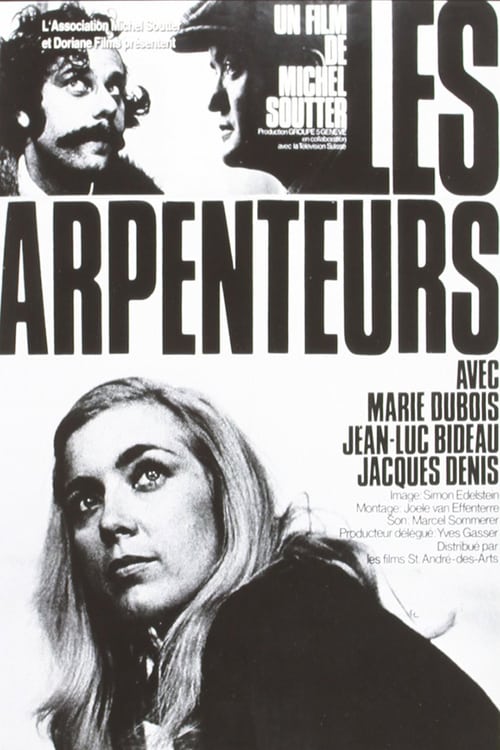 L'Association Michel Soutter
et Doriane Films présentent
UN FILM
DE
MICHEL
SOUTTER
Production GROUPE 5 GENÈVE
en collaboration
avec la Télévision Suisse
LES
ARPENTEURS
AVEC
MARIE DUBOIS
JEAN-LUC BIDEAU
JACQUES DENIS
Image: Simon Edelstein
Montage: Joele van Effenterre
Son: Marcel Sommerer
Producteur délégué: Yves Gasser
Distribué par
les films St. André-des-Arts